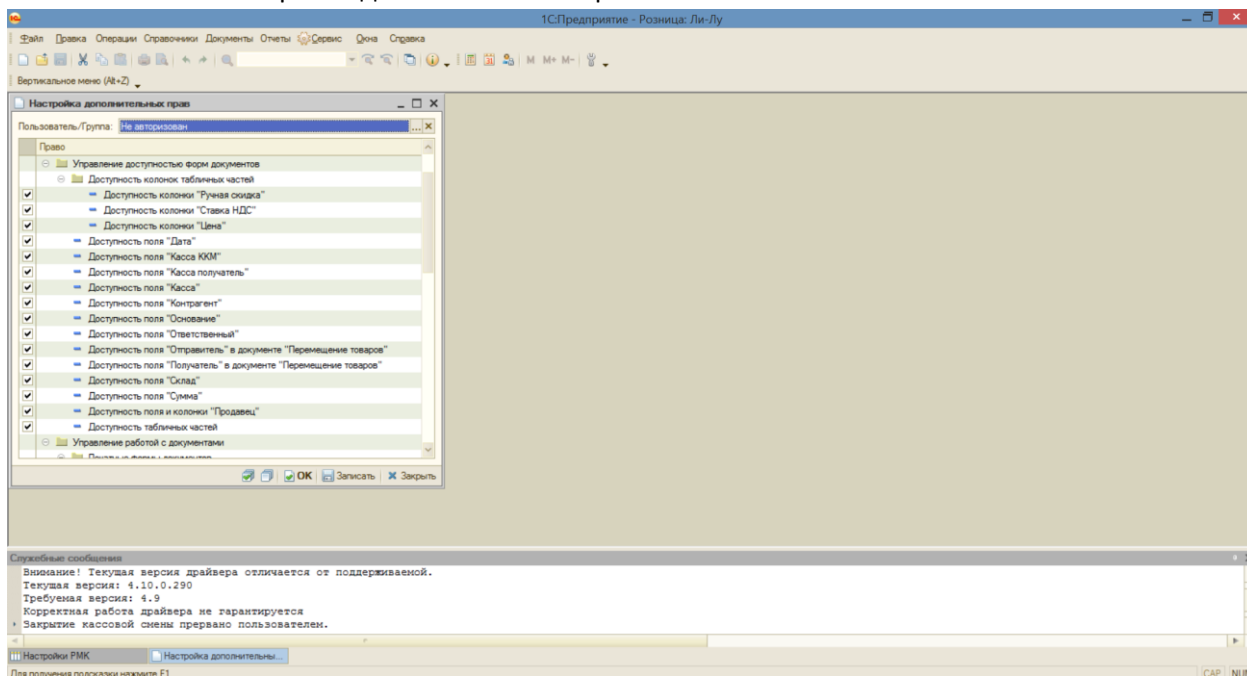 1С:Предприятие - Розница: Ли-Лу
Файл Правка Операции Справочники Документы Отчеты Сервис Окна Справка
M M+ M-
Вертикальное меню (Alt+Z)
Настройка дополнительных прав
Пользователь/Группа: Не авторизован ...
Право
Управление доступностью форм документов
Доступность колонок табличных частей
Доступность колонки "Ручная скидка"
Доступность колонки "Ставка НДС"
Доступность колонки "Цена"
Доступность поля "Дата"
Доступность поля "Касса ККМ"
Доступность поля "Касса получатель"
Доступность поля "Касса"
Доступность поля "Контрагент"
Доступность поля "Основание"
Доступность поля "Ответственный"
Доступность поля "Отправитель" в документе "Перемещение товаров"
Доступность поля "Получатель" в документе "Перемещение товаров"
Доступность поля "Склад"
Доступность поля "Сумма"
Доступность поля и колонки "Продавец"
Доступность табличных частей
Управление работой с документами
Печатные формы документов
OK Записать Закрыть
Служебные сообщения
Внимание! Текущая версия драйвера отличается от поддерживаемой.
Текущая версия: 4.10.0.290
Требуемая версия: 4.9
Корректная работа драйвера не гарантируется
Закрытие кассовой смены прервано пользователем.
Настройки РМК Настройка дополнительны...
Для получения подсказки нажмите F1 CAP NUM